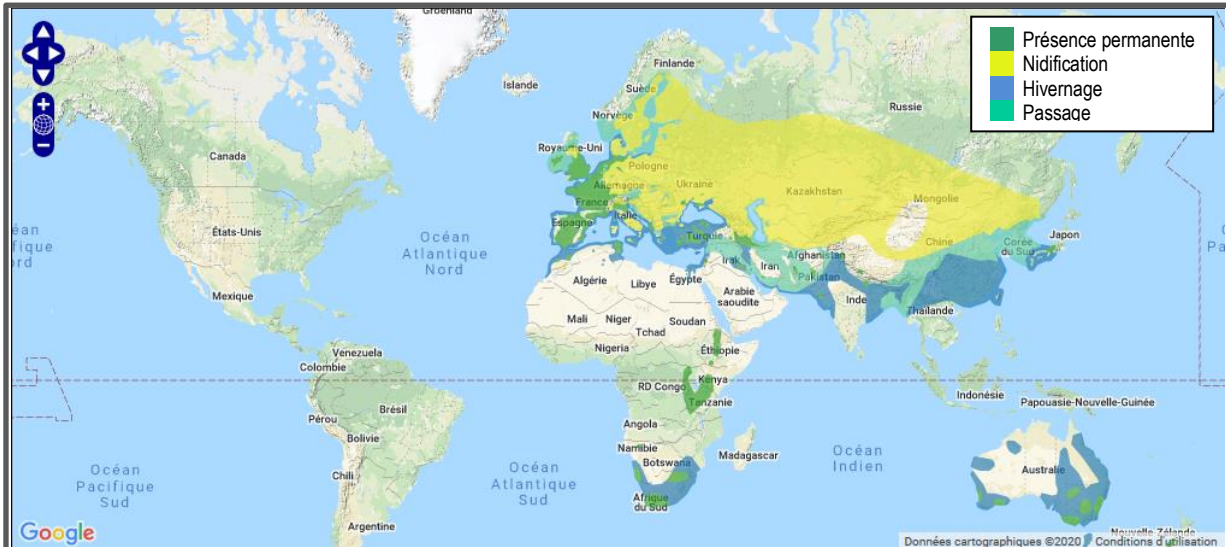 Groenland
Présence permanente
Nidification
Hivernage
Passage
Finlande
Islande
Suède
Russie
Norvège
Royaume-Uni
Canada
Pologne
Allemagne
Ukraine
Kazakhstan
Mongolie
France
Italie
Espagne
États-Unis
Turquie
Chine
Corée
du Sud
Japon
Océan
Atlantique
Nord
Afghanistan
Irak
Iran
Pakistan
Algérie
Libye
Égypte
Arabie
saoudite
Inde
Mexique
Mali
Niger
Tchad
Soudan
Thaïlande
Nigeria
Éthiopie
Venezuela
Colombie
RD Congo
Kenya
Tanzanie
Indonésie
Papouasie-Nouvelle-Guinée
Brésil
Pérou
Angola
Bolivie
Namibie
Botswana
Madagascar
Océan
Indien
Australie
Océan
Pacifique
Sud
Chili
Océan
Atlantique
Sud
Afrique
du Sud
Argentine
Nouvelle-Zélande
Google
Données cartographiques ©2020
Conditions d'utilisation